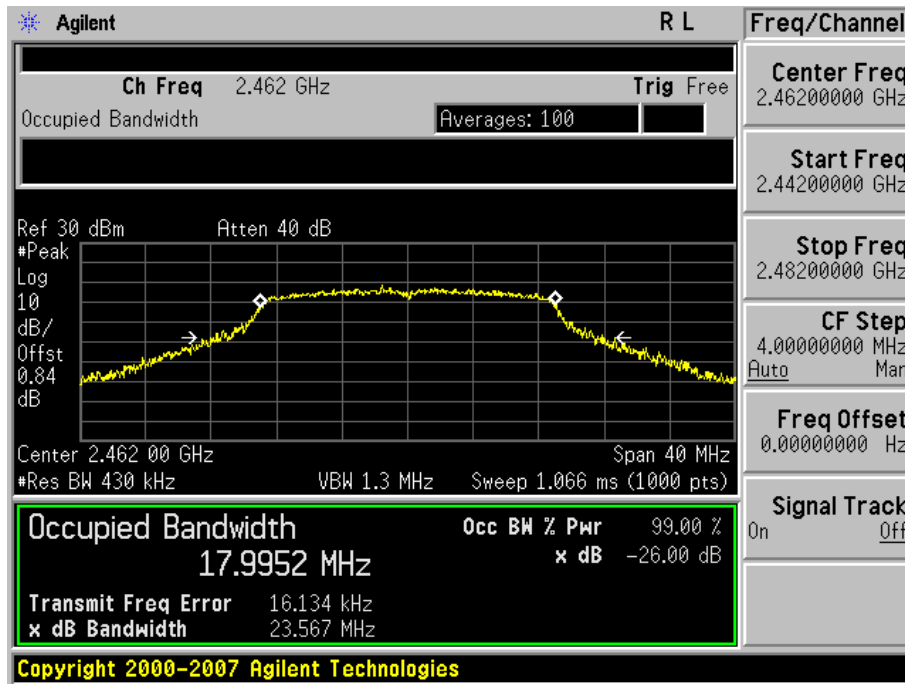 Agilent R L
Ch Freq 2.462 GHz Trig Free
Occupied Bandwidth Averages: 100
Ref 30 dBm Atten 40 dB
#Peak
Log
10
dB/
Offst
0.84
dB
Center 2.462 00 GHz Span 40 MHz
#Res BW 430 kHz VBW 1.3 MHz Sweep 1.066 ms (1000 pts)
Occupied Bandwidth
17.9952 MHz
Occ BW % Pwr 99.00 %
x dB -26.00 dB
Transmit Freq Error 16.134 kHz
x dB Bandwidth 23.567 MHz
Copyright 2000-2007 Agilent Technologies
Freq/Channel
Center Freq
2.46200000 GHz
Start Freq
2.44200000 GHz
Stop Freq
2.48200000 GHz
CF Step
4.00000000 MHz
Auto Man
Freq Offset
0.00000000 Hz
Signal Track
On Off